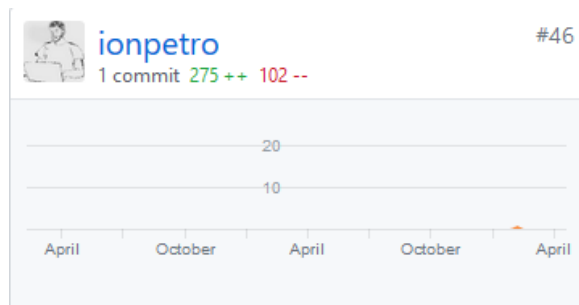 ionpetro
#46
1 commit 275 ++ 102 --
20
10
April October April October April